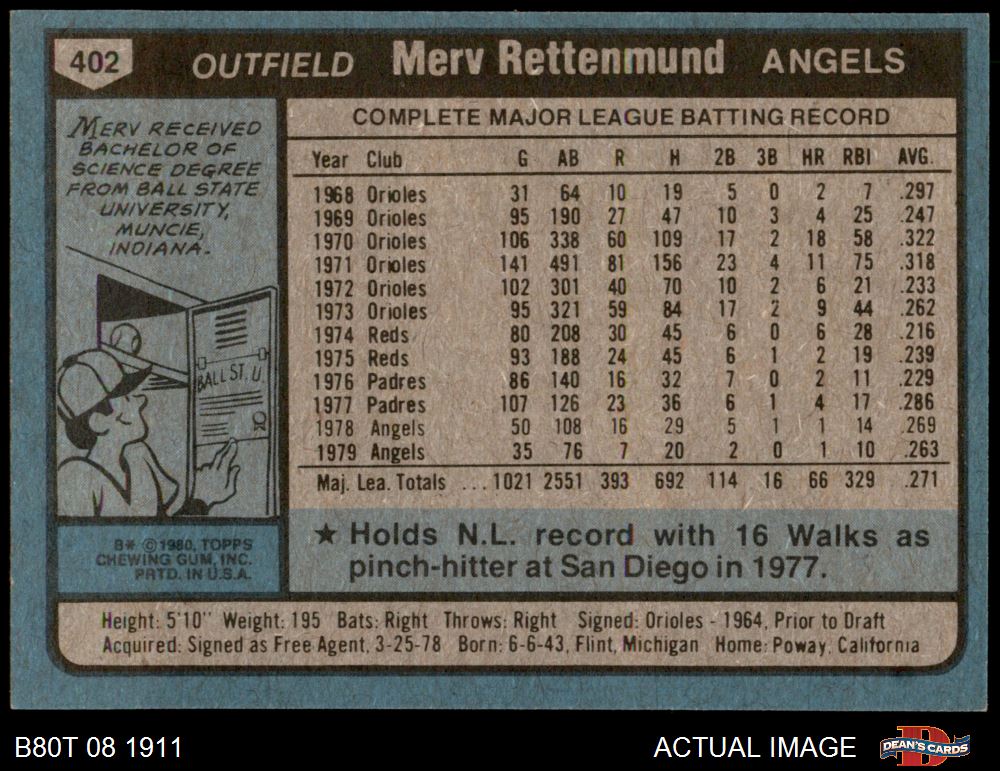 402 OUTFIELD Merv Rettenmund ANGELS
MERV RECEIVED
BACHELOR OF
SCIENCE DEGREE
FROM BALL STATE
UNIVERSITY,
MUNCIE,
INDIANA.
BALL ST. U.
B* © 1980, TOPPS
CHEWING GUM, INC.
PRTD. IN U.S.A.
COMPLETE MAJOR LEAGUE BATTING RECORD
Year Club G AB R H 2B 3B HR RBI AVG.
1968 Orioles 31 64 10 19 5 0 2 7 .297
1969 Orioles 95 190 27 47 10 3 4 25 .247
1970 Orioles 106 338 60 109 17 2 18 58 .322
1971 Orioles 141 491 81 156 23 4 11 75 .318
1972 Orioles 102 301 40 70 10 2 6 21 .233
1973 Orioles 95 321 59 84 17 2 9 44 .262
1974 Reds 80 208 30 45 6 0 6 28 .216
1975 Reds 93 188 24 45 6 1 2 19 .239
1976 Padres 86 140 16 32 7 0 2 11 .229
1977 Padres 107 126 23 36 6 1 4 17 .286
1978 Angels 50 108 16 29 5 1 1 14 .269
1979 Angels 35 76 7 20 2 0 1 10 .263
Maj. Lea. Totals ... 1021 2551 393 692 114 16 66 329 .271
★ Holds N.L. record with 16 Walks as
pinch-hitter at San Diego in 1977.
Height: 5'10" Weight: 195 Bats: Right Throws: Right Signed: Orioles - 1964, Prior to Draft
Acquired: Signed as Free Agent, 3-25-78 Born: 6-6-43, Flint, Michigan Home: Poway, California
B80T 08 1911
ACTUAL IMAGE
DEAN'S CARDS